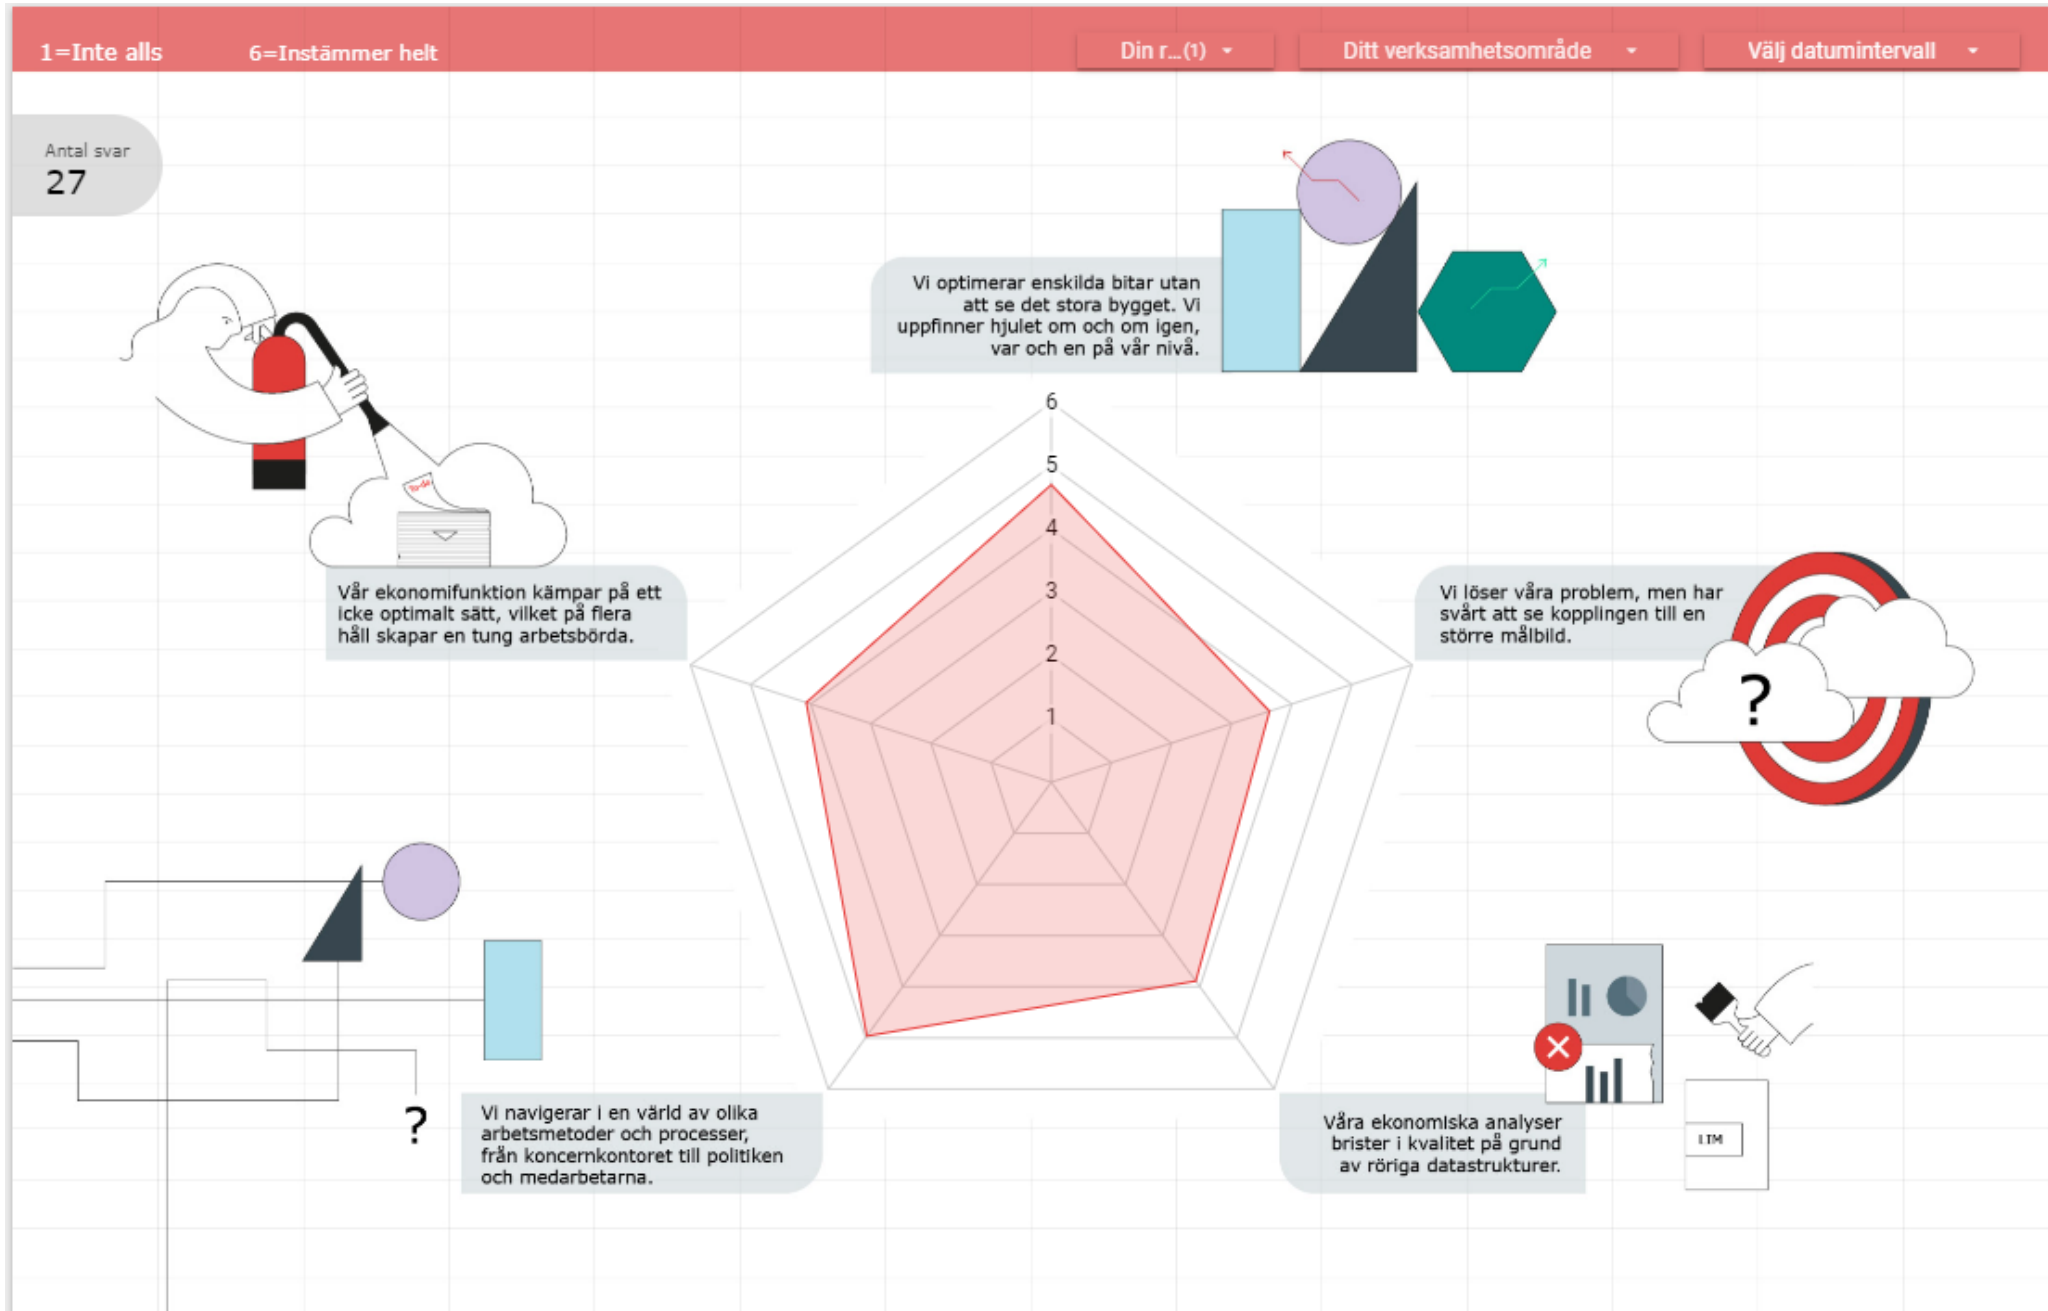 1=Inte alls
6=Instämmer helt
Din r...(1)
Ditt verksamhetsområde
Välj datumintervall
Antal svar
27
Vi optimerar enskilda bitar utan
att se det stora bygget. Vi
uppfinner hjulet om och om igen,
var och en på vår nivå.
To-do
Vår ekonomifunktion kämpar på ett
icke optimalt sätt, vilket på flera
håll skapar en tung arbetsbörda.
6
5
4
3
2
1
Vi löser våra problem, men har
svårt att se kopplingen till en
större målbild.
?
?
Vi navigerar i en värld av olika
arbetsmetoder och processer,
från koncernkontoret till politiken
och medarbetarna.
Våra ekonomiska analyser
brister i kvalitet på grund
av röriga datastrukturer.
LIM